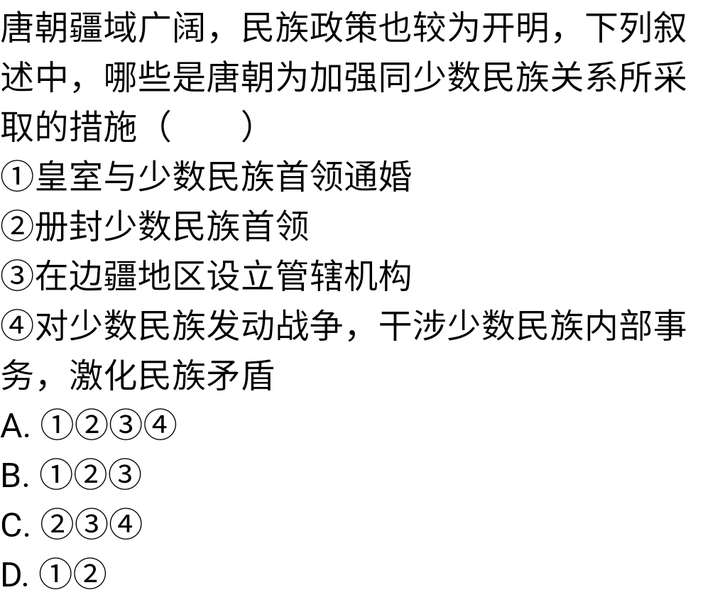 唐朝疆域广阔，民族政策也较为开明，下列叙
述中，哪些是唐朝为加强同少数民族关系所采
取的措施（　　）
①皇室与少数民族首领通婚
②册封少数民族首领
③在边疆地区设立管辖机构
④对少数民族发动战争，干涉少数民族内部事
务，激化民族矛盾
A. ①②③④
B. ①②③
C. ②③④
D. ①②